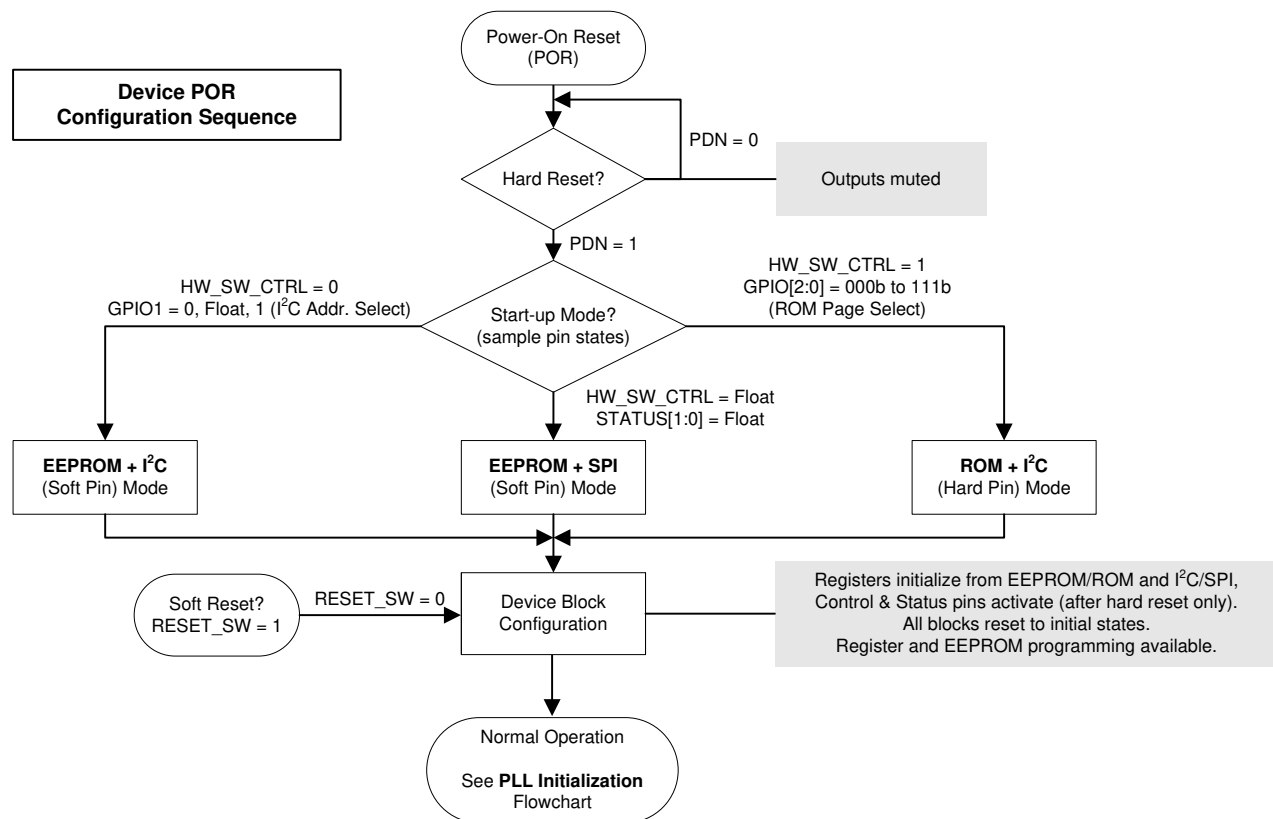 Power-On Reset
(POR)
Device POR
Configuration Sequence
PDN = 0
Hard Reset?
Outputs muted
PDN = 1
HW_SW_CTRL = 0
GPIO1 = 0, Float, 1 (I²C Addr. Select)
HW_SW_CTRL = 1
GPIO[2:0] = 000b to 111b
(ROM Page Select)
Start-up Mode?
(sample pin states)
HW_SW_CTRL = Float
STATUS[1:0] = Float
EEPROM + I²C
(Soft Pin) Mode
EEPROM + SPI
(Soft Pin) Mode
ROM + I²C
(Hard Pin) Mode
Soft Reset?
RESET_SW = 1
RESET_SW = 0
Device Block
Configuration
Registers initialize from EEPROM/ROM and I²C/SPI,
Control & Status pins activate (after hard reset only).
All blocks reset to initial states.
Register and EEPROM programming available.
Normal Operation
See PLL Initialization
Flowchart